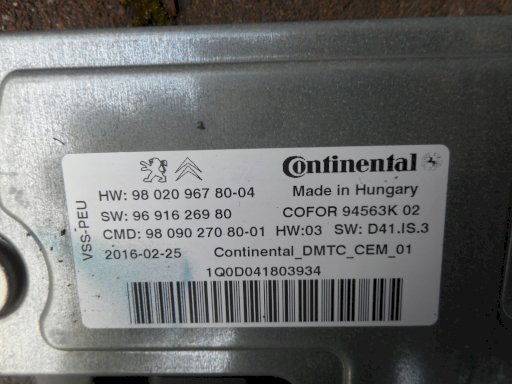 Continental
HW: 98 020 967 80-04 Made in Hungary
SW: 96 916 269 80 COFOR 94563K 02
CMD: 98 090 270 80-01 HW:03 SW: D41.IS.3
2016-02-25 Continental_DMTC_CEM_01
1Q0D041803934
VSS-PEU